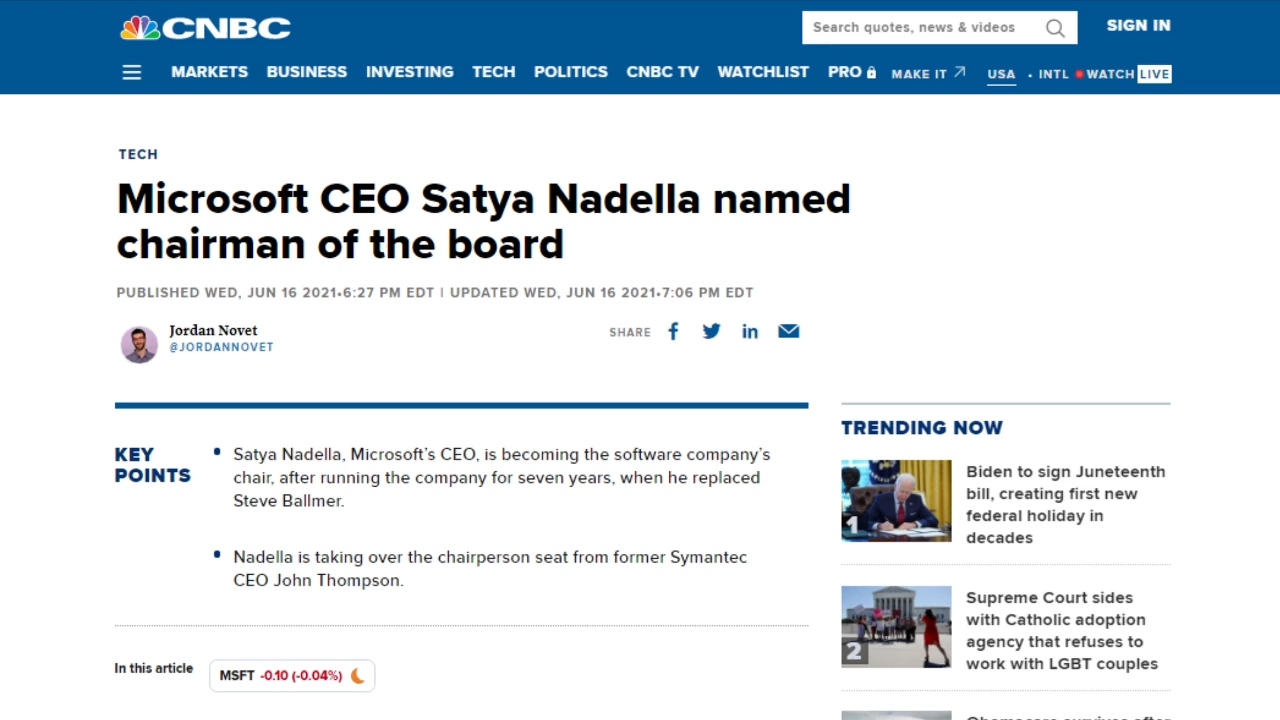 CNBC
Search quotes, news & videos
SIGN IN
MARKETS BUSINESS INVESTING TECH POLITICS CNBC TV WATCHLIST PRO MAKE IT USA • INTL WATCH LIVE
TECH
Microsoft CEO Satya Nadella named
chairman of the board
PUBLISHED WED, JUN 16 2021•6:27 PM EDT | UPDATED WED, JUN 16 2021•7:06 PM EDT
Jordan Novet
@JORDANNOVET
SHARE
KEY
POINTS
• Satya Nadella, Microsoft's CEO, is becoming the software company's
chair, after running the company for seven years, when he replaced
Steve Ballmer.
• Nadella is taking over the chairperson seat from former Symantec
CEO John Thompson.
In this article
MSFT -0.10 (-0.04%)
TRENDING NOW
1
Biden to sign Juneteenth
bill, creating first new
federal holiday in
decades
2
Supreme Court sides
with Catholic adoption
agency that refuses to
work with LGBT couples
Obamacare survives after